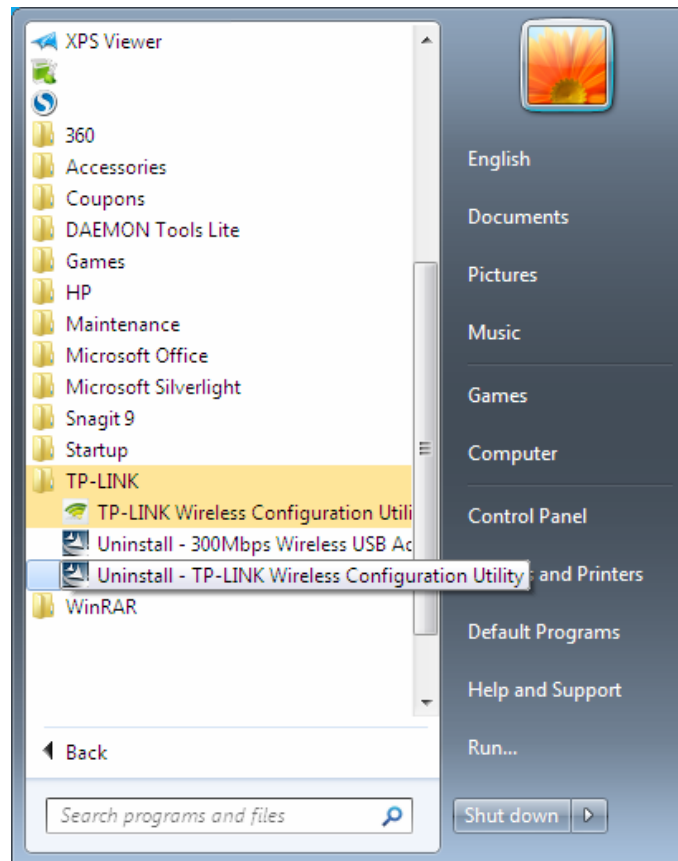 XPS Viewer
360
Accessories
Coupons
DAEMON Tools Lite
Games
HP
Maintenance
Microsoft Office
Microsoft Silverlight
Snagit 9
Startup
TP-LINK
TP-LINK Wireless Configuration Utili
Uninstall - 300Mbps Wireless USB Ac
Uninstall - TP-LINK Wireless Configuration Utility
WinRAR
Back
Search programs and files
English
Documents
Pictures
Music
Games
Computer
Control Panel
and Printers
Default Programs
Help and Support
Run...
Shut down